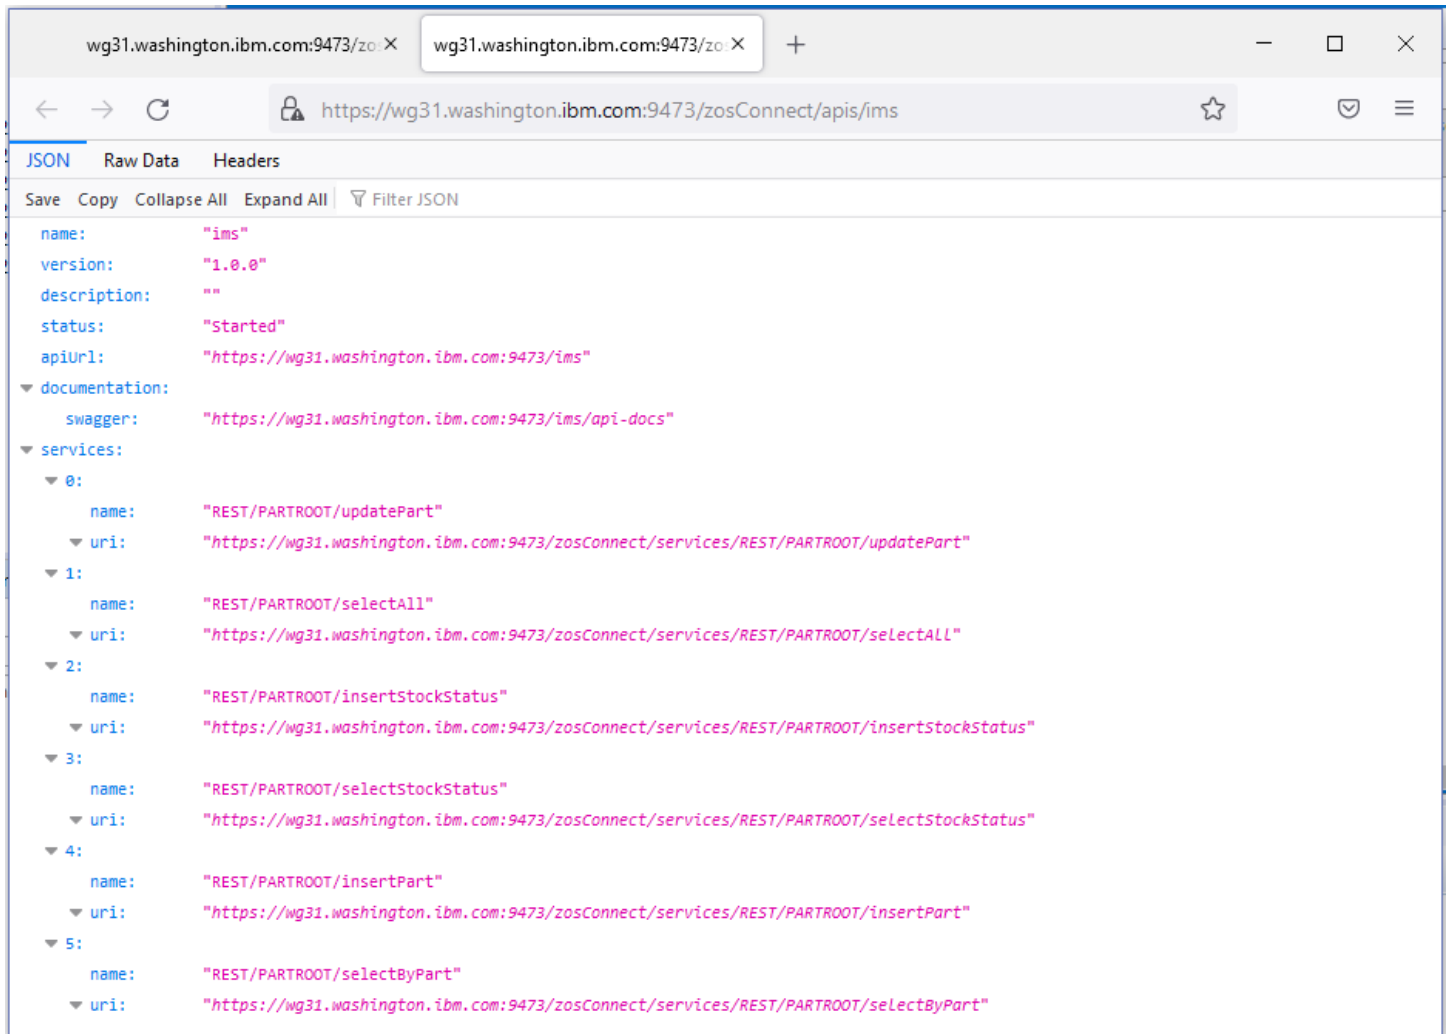 wg31.washington.ibm.com:9473/zo
wg31.washington.ibm.com:9473/zo
https://wg31.washington.ibm.com:9473/zosConnect/apis/ims
JSON Raw Data Headers
Save Copy Collapse All Expand All Filter JSON
name: "ims"
version: "1.0.0"
description: ""
status: "Started"
apiUrl: "https://wg31.washington.ibm.com:9473/ims"
documentation:
swagger: "https://wg31.washington.ibm.com:9473/ims/api-docs"
services:
0:
name: "REST/PARTROOT/updatePart"
uri: "https://wg31.washington.ibm.com:9473/zosConnect/services/REST/PARTROOT/updatePart"
1:
name: "REST/PARTROOT/selectAll"
uri: "https://wg31.washington.ibm.com:9473/zosConnect/services/REST/PARTROOT/selectAll"
2:
name: "REST/PARTROOT/insertStockStatus"
uri: "https://wg31.washington.ibm.com:9473/zosConnect/services/REST/PARTROOT/insertStockStatus"
3:
name: "REST/PARTROOT/selectStockStatus"
uri: "https://wg31.washington.ibm.com:9473/zosConnect/services/REST/PARTROOT/selectStockStatus"
4:
name: "REST/PARTROOT/insertPart"
uri: "https://wg31.washington.ibm.com:9473/zosConnect/services/REST/PARTROOT/insertPart"
5:
name: "REST/PARTROOT/selectByPart"
uri: "https://wg31.washington.ibm.com:9473/zosConnect/services/REST/PARTROOT/selectByPart"